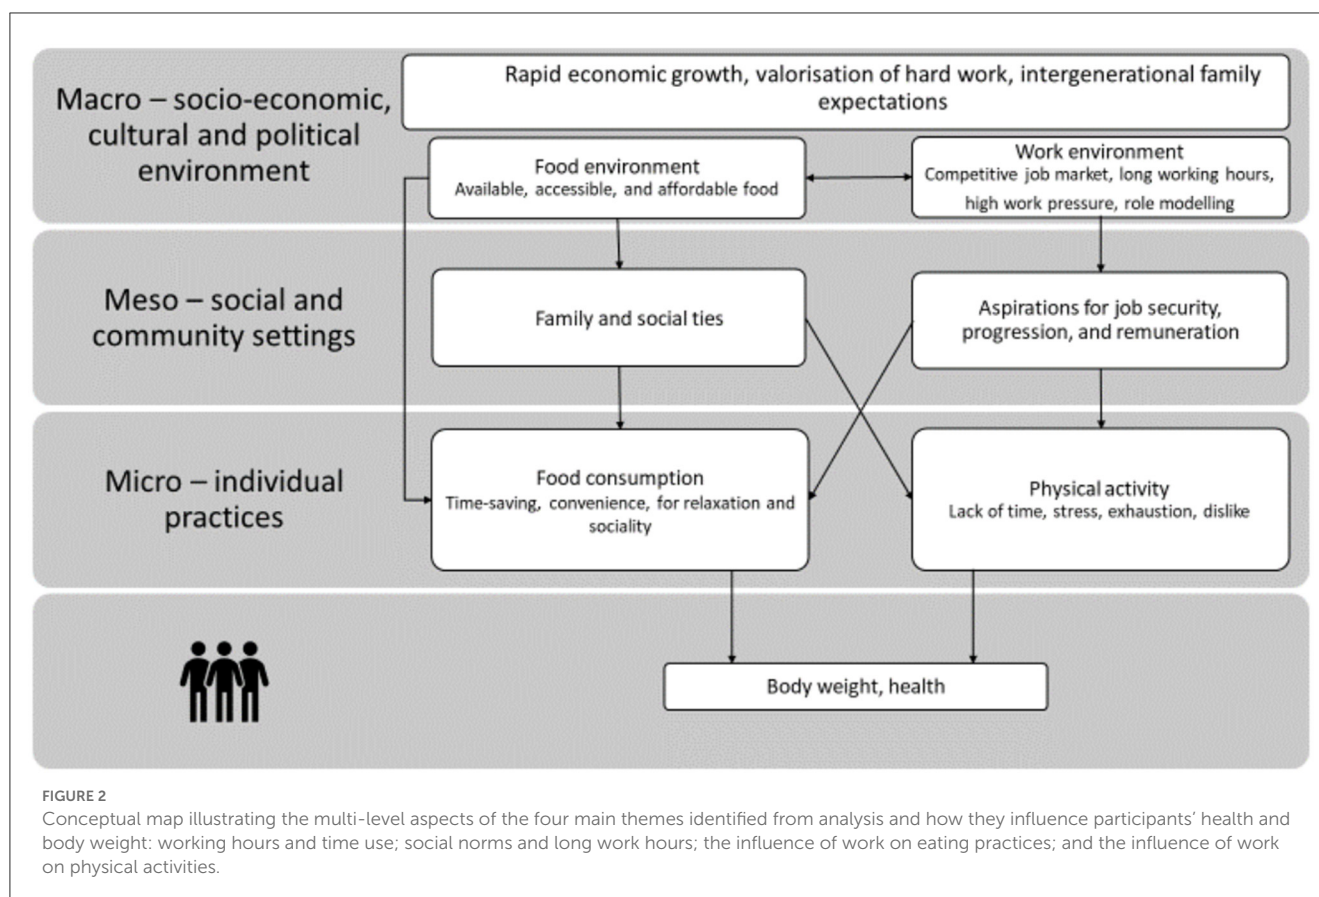 Macro – socio-economic,
cultural and political
environment
Rapid economic growth, valorisation of hard work, intergenerational family
expectations
Food environment
Available, accessible, and affordable food
Work environment
Competitive job market, long working hours,
high work pressure, role modelling
Meso – social and
community settings
Family and social ties
Aspirations for job security,
progression, and remuneration
Micro – individual
practices
Food consumption
Time-saving, convenience, for relaxation and
sociality
Physical activity
Lack of time, stress, exhaustion, dislike
Body weight, health
FIGURE 2
Conceptual map illustrating the multi-level aspects of the four main themes identified from analysis and how they influence participants’ health and
body weight: working hours and time use; social norms and long work hours; the influence of work on eating practices; and the influence of work
on physical activities.